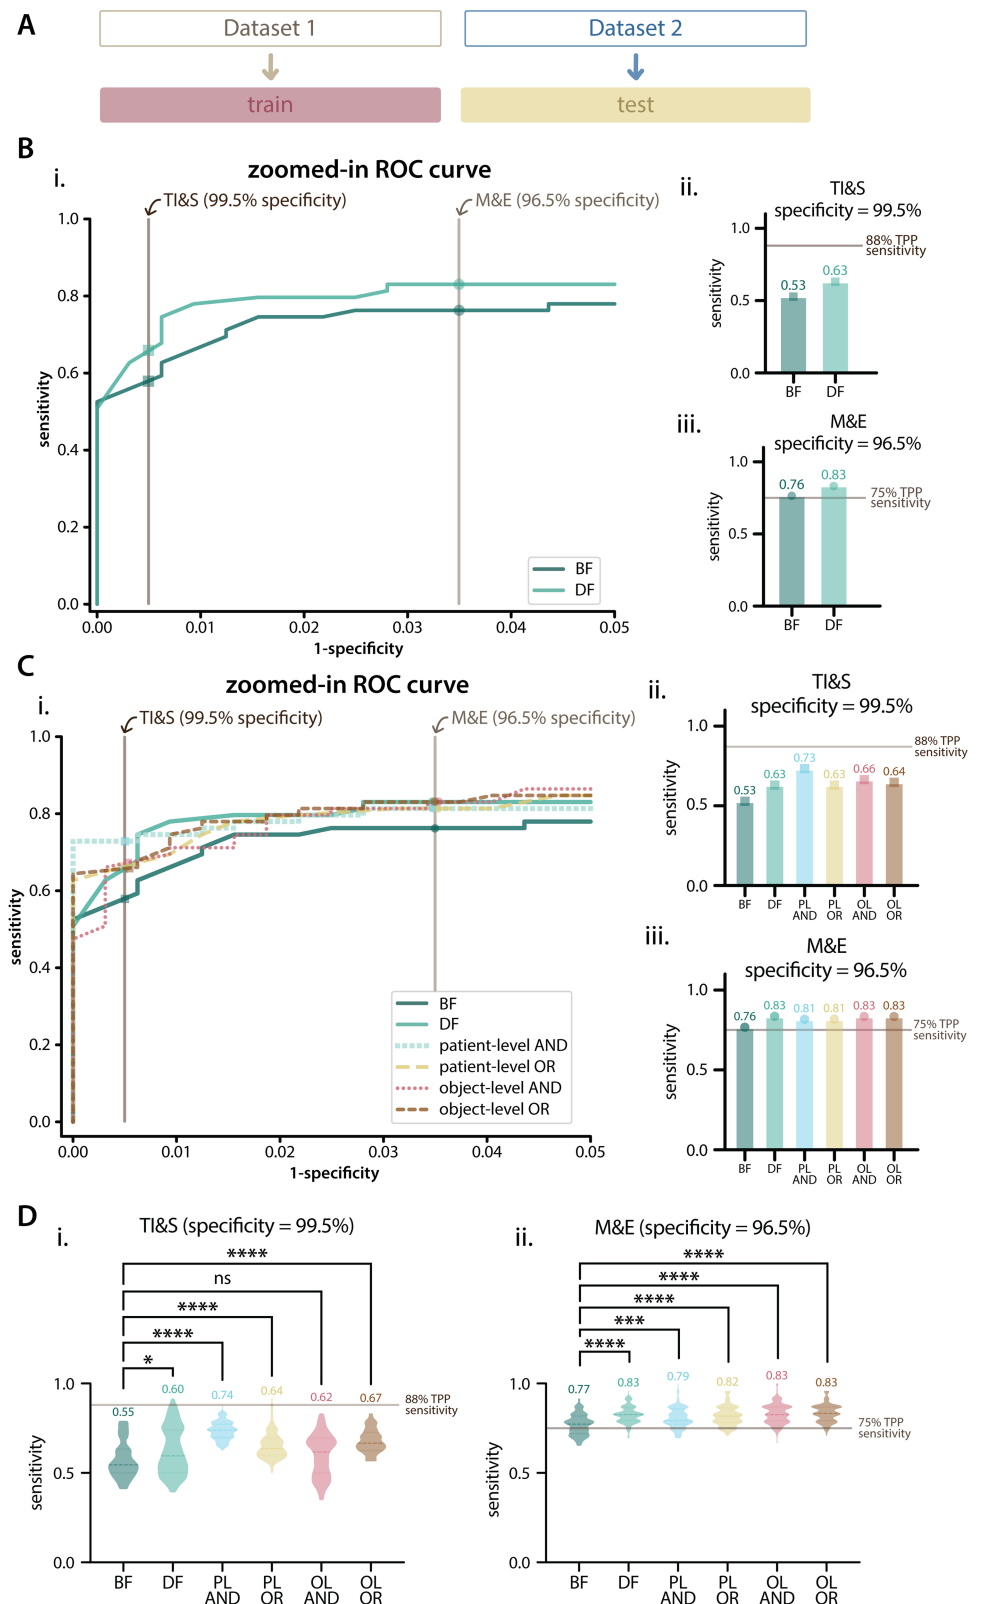 A
Dataset 1
Dataset 2
train
test
B
i.
zoomed-in ROC curve
TI&S (99.5% specificity)
M&E (96.5% specificity)
1.0
0.8
0.6
0.4
0.2
0.0
sensitivity
BF
DF
0.00 0.01 0.02 0.03 0.04 0.05
1-specificity
ii.
TI&S
specificity = 99.5%
1.0
0.5
0.0
sensitivity
88% TPP
sensitivity
0.53
0.63
BF DF
iii.
M&E
specificity = 96.5%
1.0
0.5
0.0
sensitivity
0.76
0.83
75% TPP
sensitivity
BF DF
C
i.
zoomed-in ROC curve
TI&S (99.5% specificity)
M&E (96.5% specificity)
1.0
0.8
0.6
0.4
0.2
0.0
sensitivity
BF
DF
patient-level AND
patient-level OR
object-level AND
object-level OR
0.00 0.01 0.02 0.03 0.04 0.05
1-specificity
ii.
TI&S
specificity = 99.5%
1.0
0.5
0.0
sensitivity
88% TPP
sensitivity
0.53 0.63 0.73 0.63 0.66 0.64
BF DF PL PL OL OL
AND OR AND OR
iii.
M&E
specificity = 96.5%
1.0
0.5
0.0
sensitivity
0.76 0.83 0.81 0.81 0.83 0.83
75% TPP
sensitivity
BF DF PL PL OL OL
AND OR AND OR
D
i.
TI&S (specificity = 99.5%)
****
ns
****
****
*
1.0
0.5
0.0
sensitivity
0.55 0.60 0.74 0.64 0.62 0.67
88% TPP
sensitivity
BF DF PL PL OL OL
AND OR AND OR
ii.
M&E (specificity = 96.5%)
****
****
****
***
****
1.0
0.5
0.0
sensitivity
0.77 0.83 0.79 0.82 0.83 0.83
75% TPP
sensitivity
BF DF PL PL OL OL
AND OR AND OR